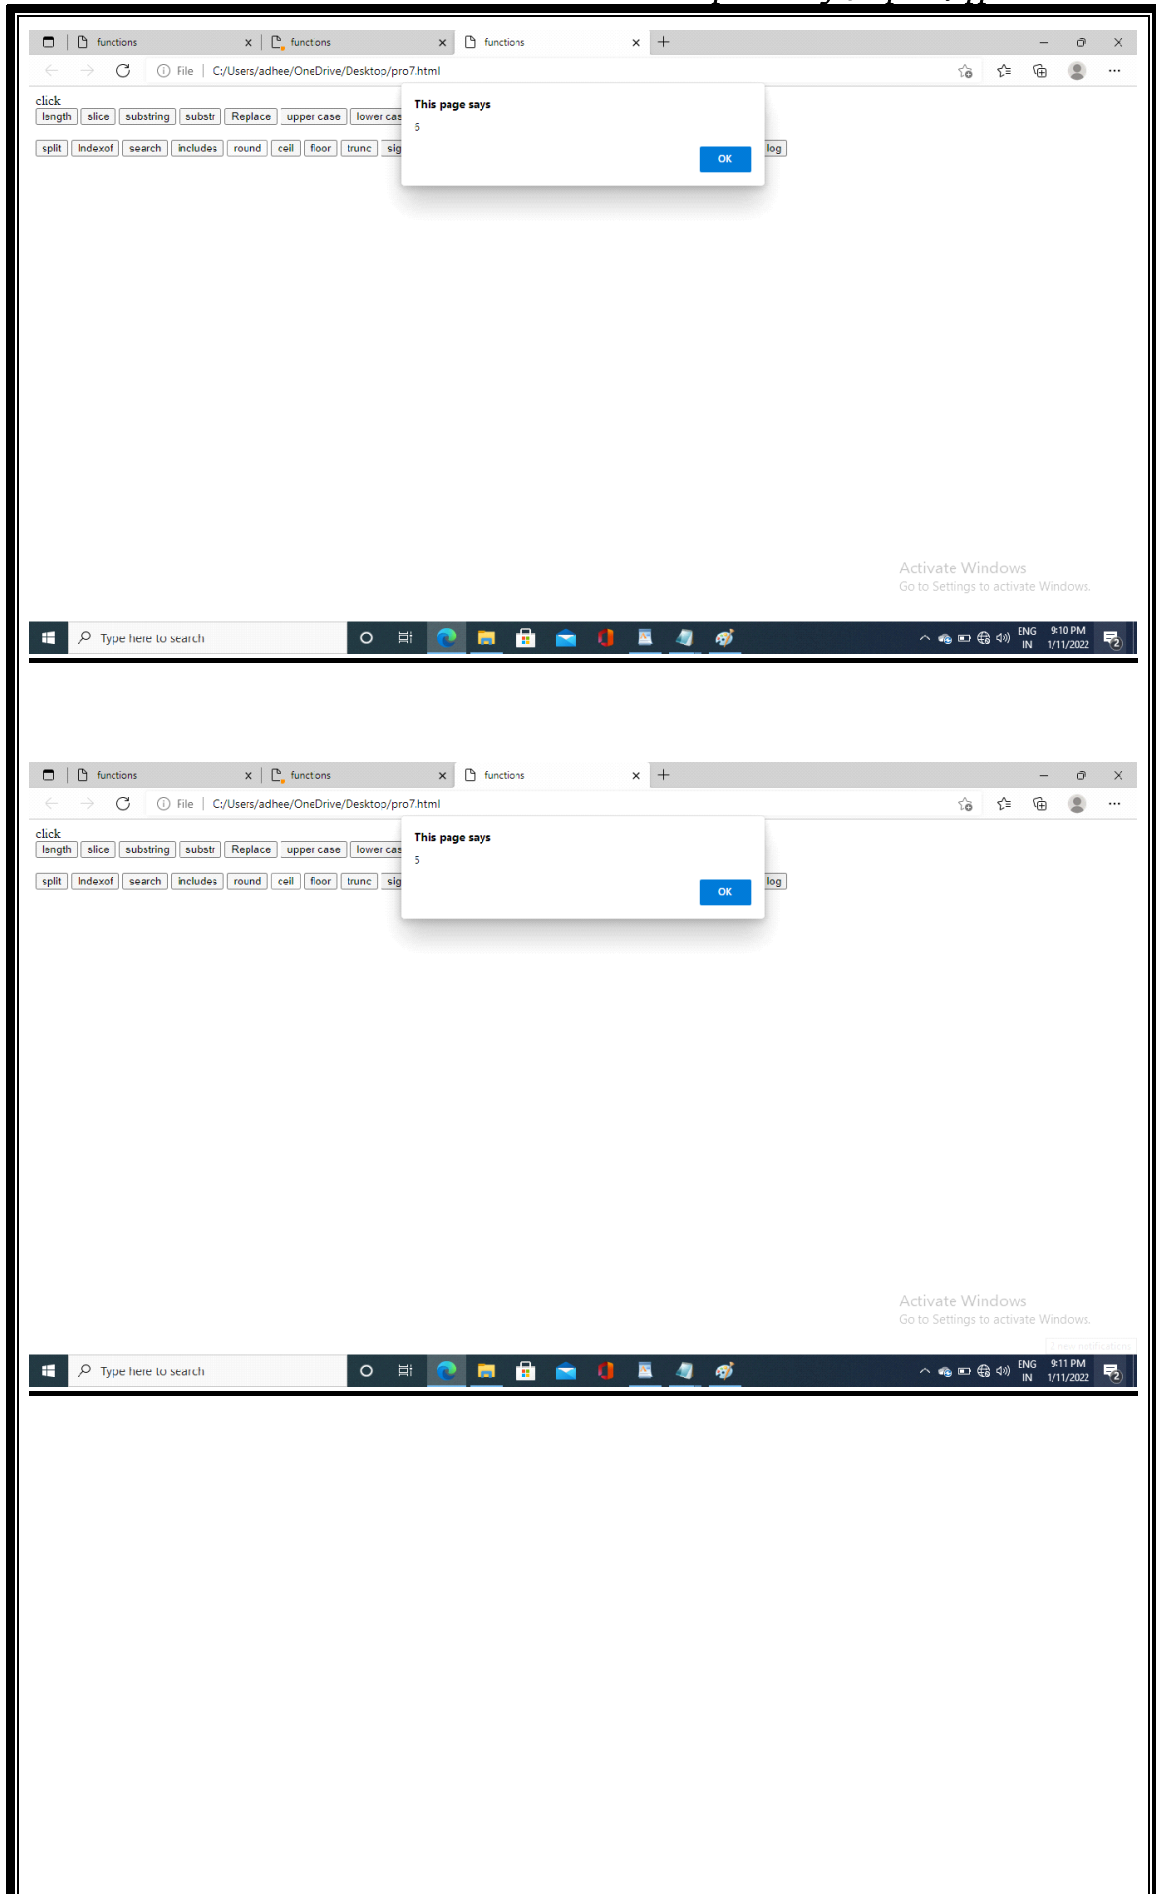 functions functons functions
File C:/Users/adhee/OneDrive/Desktop/pro7.html
click
length slice substring substr Replace upper case lower cas
This page says
5
OK
split Indexof search includes round ceil floor trunc sig log
Activate Windows
Go to Settings to activate Windows.
Type here to search
ENG 9:10 PM
IN 1/11/2022
2
functions functons functions
File C:/Users/adhee/OneDrive/Desktop/pro7.html
click
length slice substring substr Replace upper case lower cas
This page says
5
OK
split Indexof search includes round ceil floor trunc sig log
Activate Windows
Go to Settings to activate Windows.
new notifications
Type here to search
ENG 9:11 PM
IN 1/11/2022
2